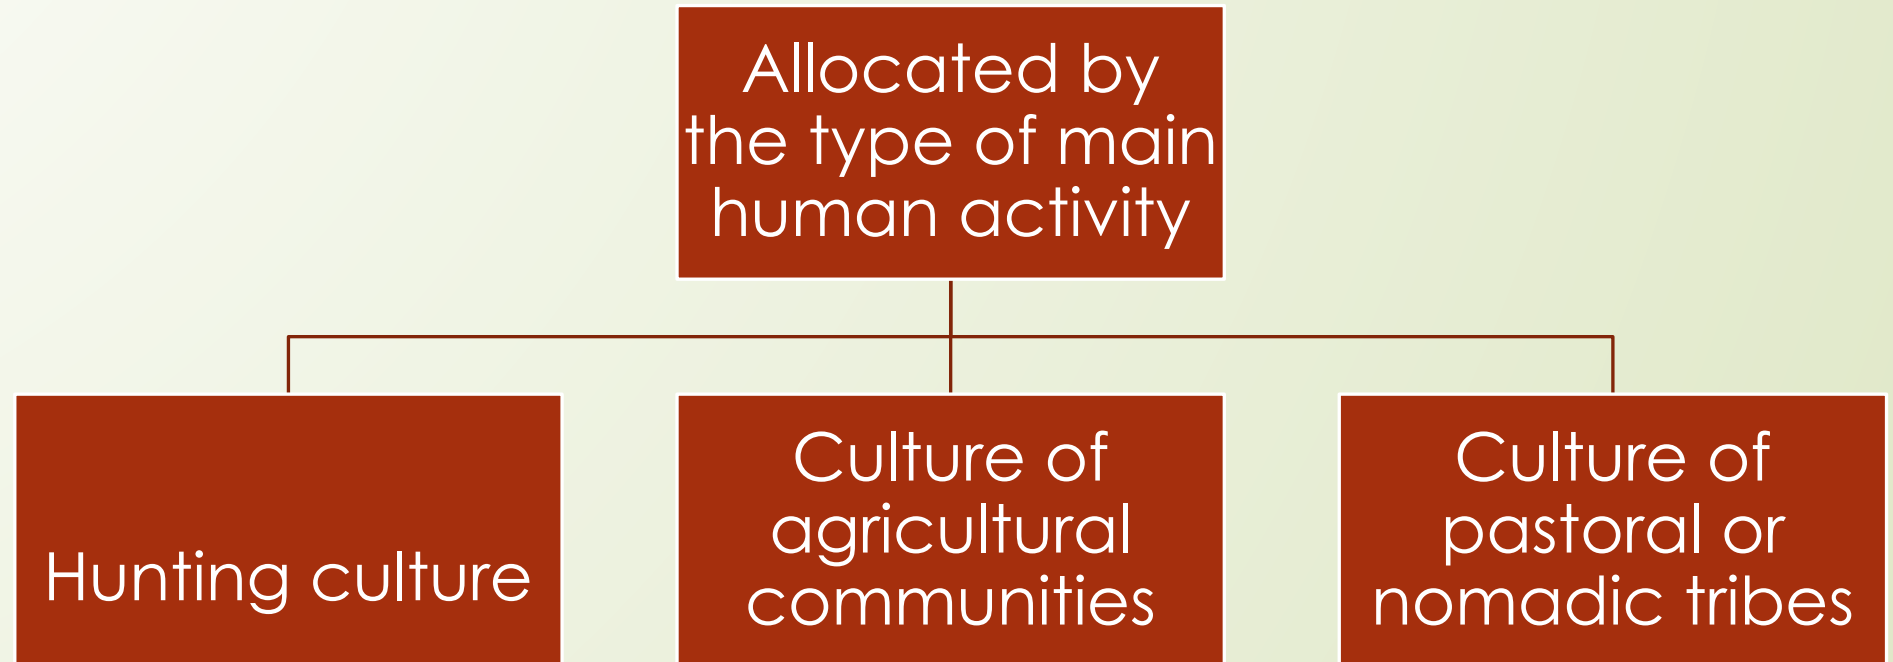 Allocated by
the type of main
human activity
Hunting culture
Culture of
agricultural
communities
Culture of
pastoral or
nomadic tribes